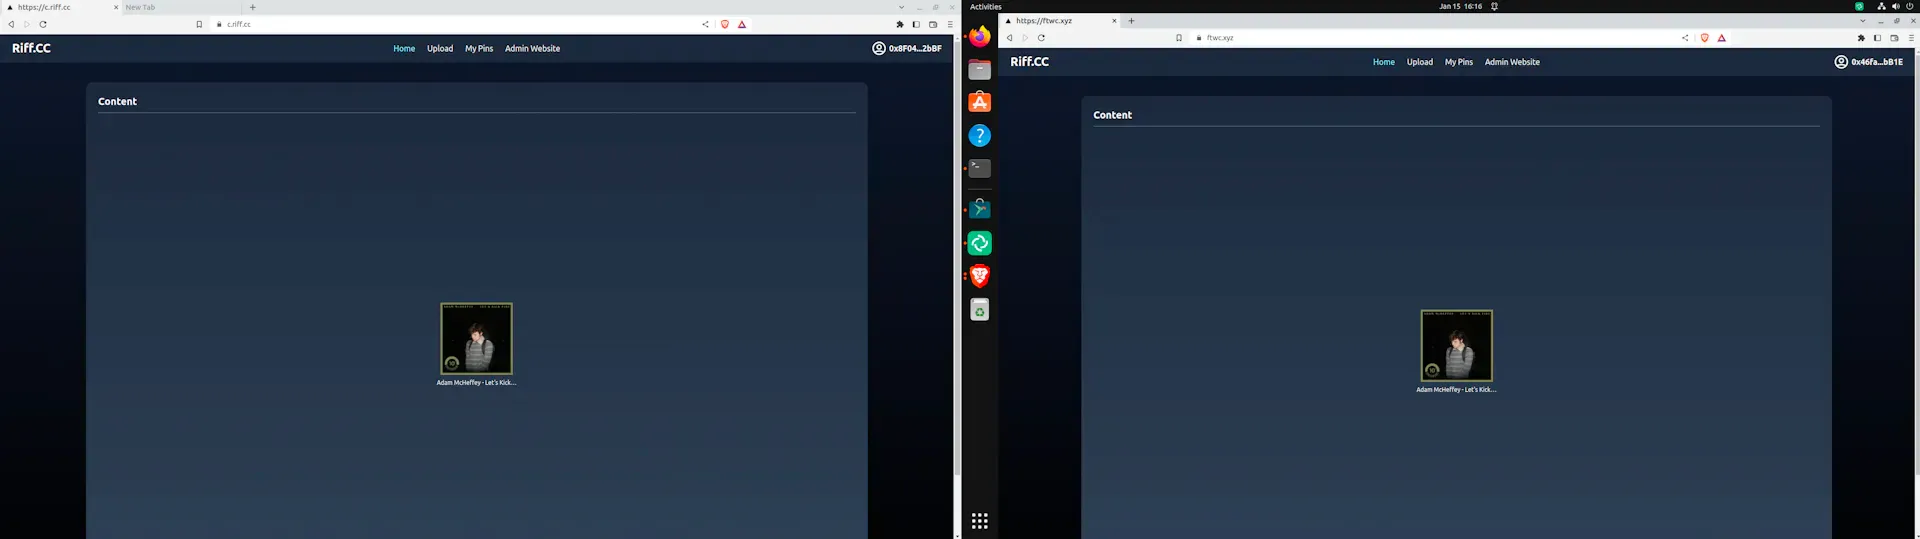 https://c.riff.cc
New Tab
c.riff.cc
Riff.CC
Home
Upload
My Pins
Admin Website
0x8F04...2bBF
Content
Adam McHeffey - Let's Kick...
Activities
Jan 15 16:16
https://ftwc.xyz
ftwc.xyz
Riff.CC
Home
Upload
My Pins
Admin Website
0x46fa...bB1E
Content
Adam McHeffey - Let's Kick...